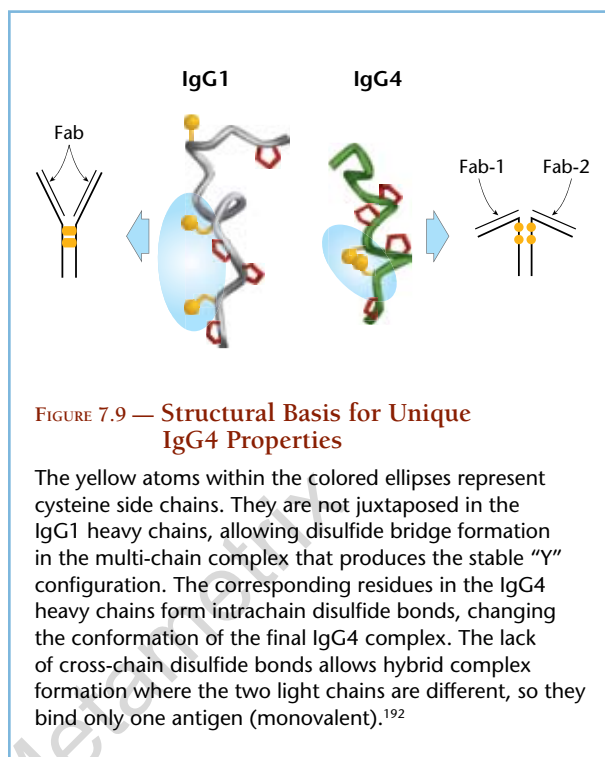 IgG1 IgG4
Fab
Fab-1 Fab-2
FIGURE 7.9 — Structural Basis for Unique
IgG4 Properties
The yellow atoms within the colored ellipses represent
cysteine side chains. They are not juxtaposed in the
IgG1 heavy chains, allowing disulfide bridge formation
in the multi-chain complex that produces the stable “Y”
configuration. The corresponding residues in the IgG4
heavy chains form intrachain disulfide bonds, changing
the conformation of the final IgG4 complex. The lack
of cross-chain disulfide bonds allows hybrid complex
formation where the two light chains are different, so they
bind only one antigen (monovalent).192
Metametrix